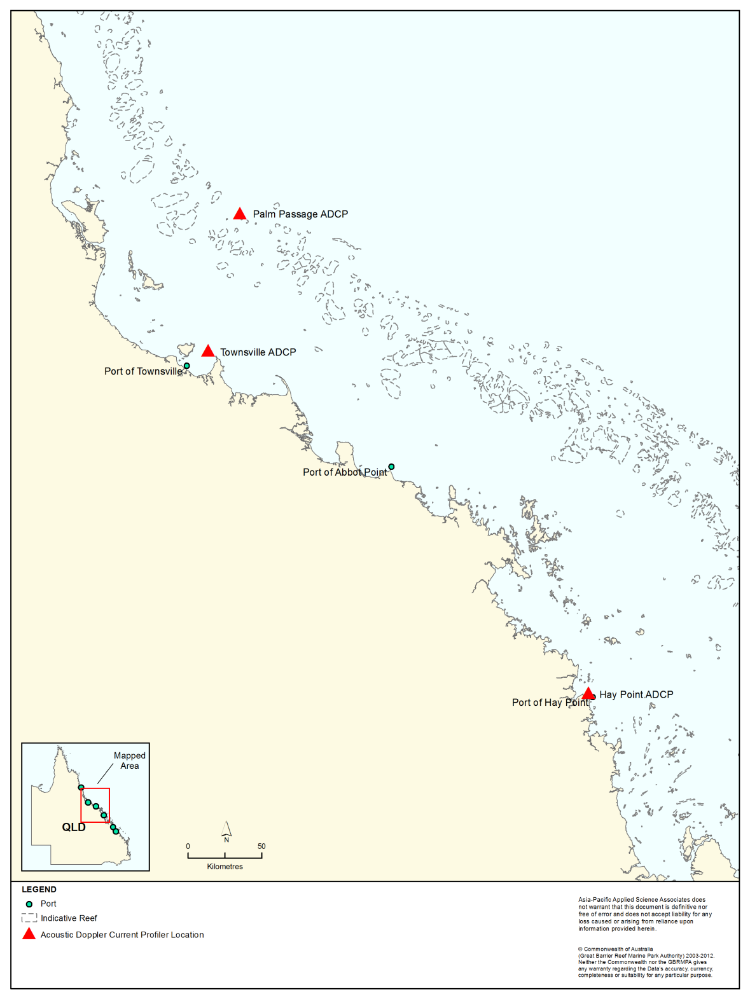 Palm Passage ADCP
Townsville ADCP
Port of Townsville
Port of Abbot Point
Hay Point ADCP
Port of Hay Point
Mapped
Area
QLD
N
0 50
Kilometres
LEGEND
Port
Indicative Reef
Acoustic Doppler Current Profiler Location
Asia-Pacific Applied Science Associates does
not warrant that this document is definitive nor
free of error and does not accept liability for any
loss caused or arising from reliance upon
information provided herein.
© Commonwealth of Australia
(Great Barrier Reef Marine Park Authority) 2003-2012.
Neither the Commonwealth nor the GBRMPA gives
any warranty regarding the Data's accuracy, currency,
completeness or suitability for any particular purpose.